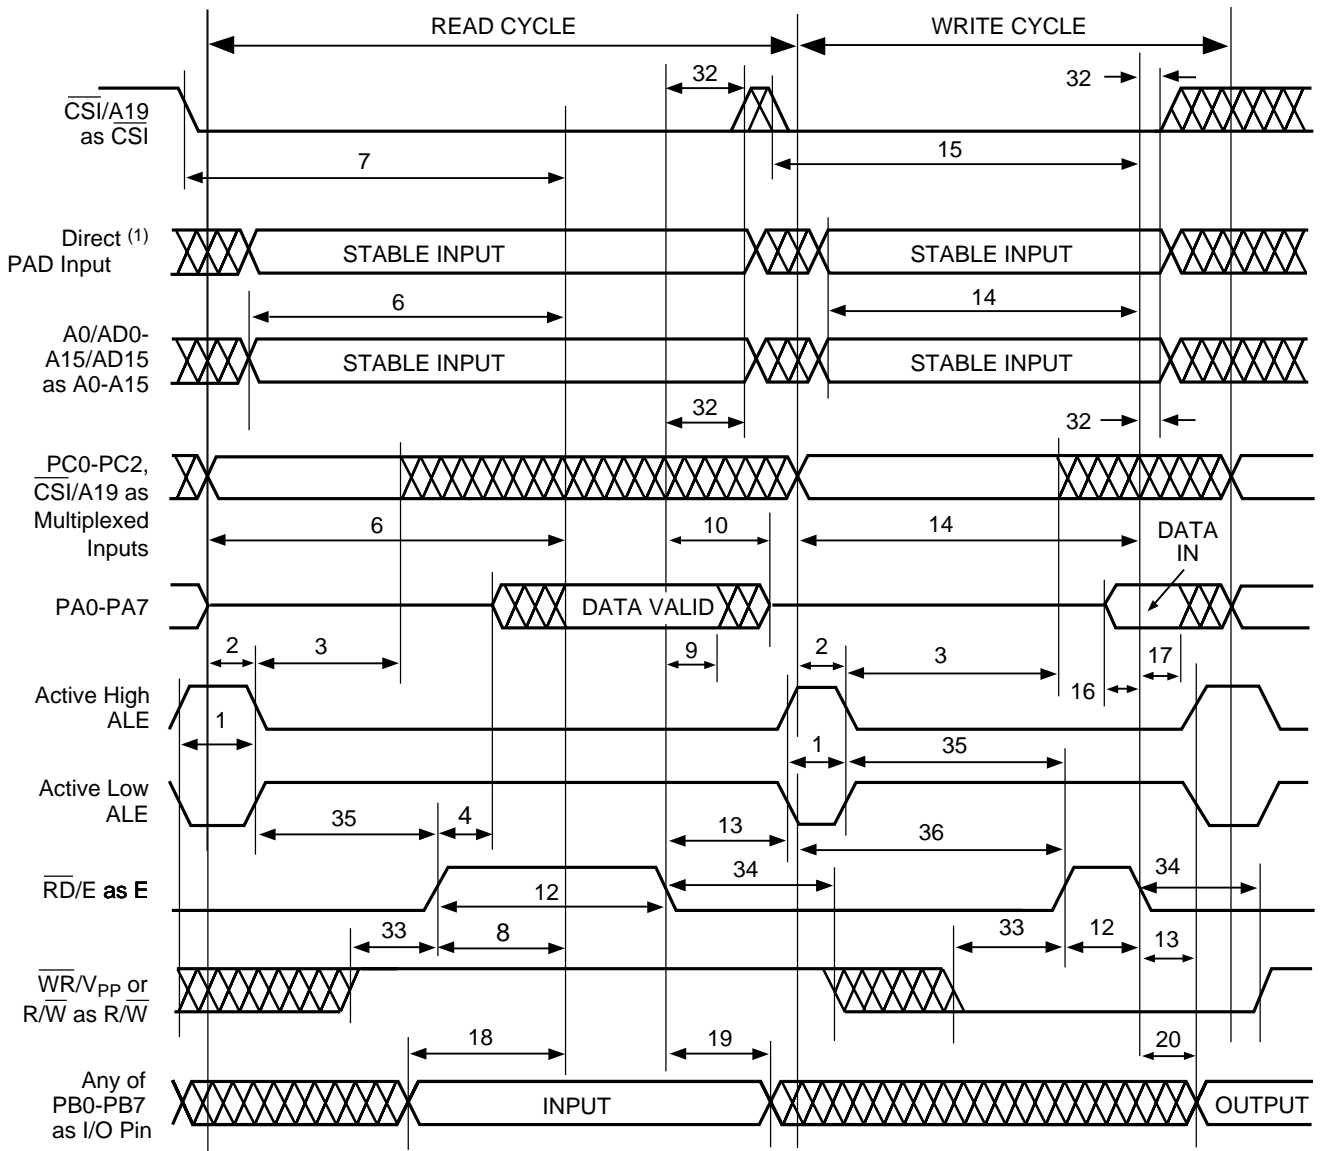 READ CYCLE
WRITE CYCLE
32
32
CSI/A19
as CSI
7
15
Direct (1)
PAD Input
STABLE INPUT
STABLE INPUT
6
14
A0/AD0-
A15/AD15
as A0-A15
STABLE INPUT
STABLE INPUT
32
32
PC0-PC2,
CSI/A19 as
Multiplexed
Inputs
6
10
14
DATA
IN
PA0-PA7
DATA VALID
2
3
9
2
3
17
16
Active High
ALE
1
1
35
Active Low
ALE
35
4
13
36
34
34
RD/E as E
12
33
8
33
12
13
WR/VPP or
R/W as R/W
18
19
20
Any of
PB0-PB7
as I/O Pin
INPUT
OUTPUT